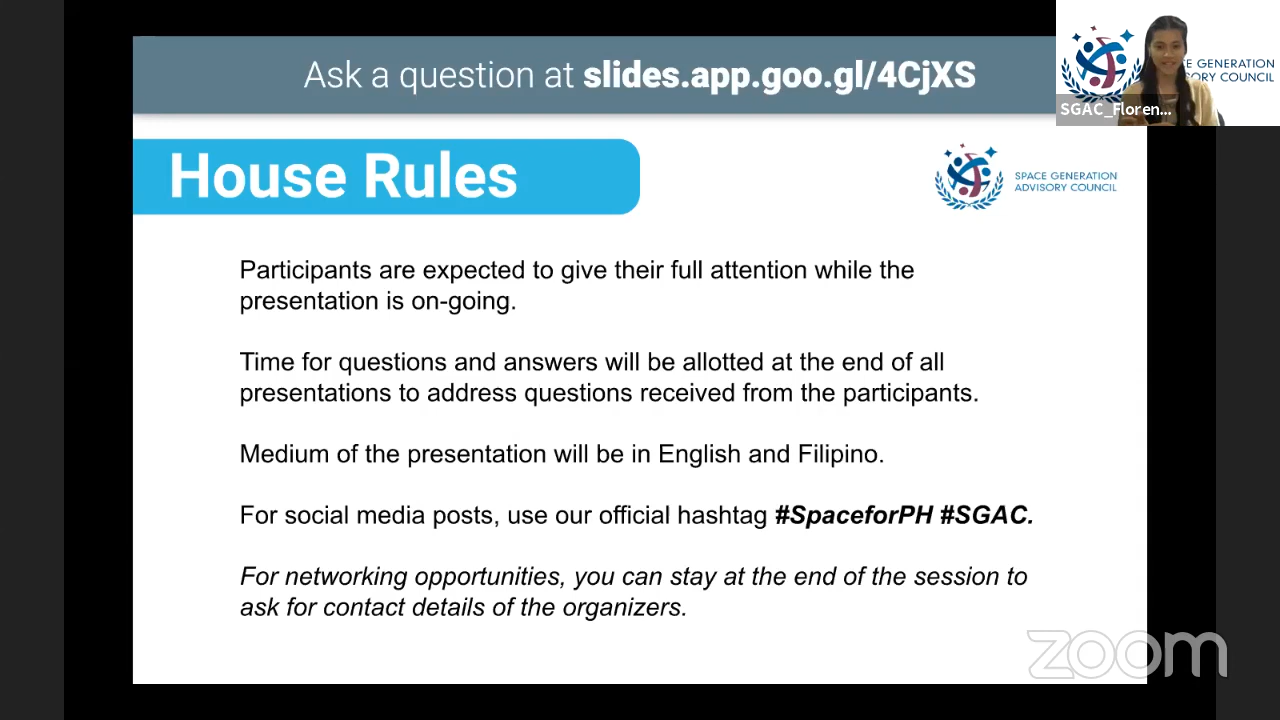 Ask a question at slides.app.goo.gl/4CjXS
SPACE GENERATION
ADVISORY COUNCIL
SGAC_Floren...
House Rules
SPACE GENERATION
ADVISORY COUNCIL
Participants are expected to give their full attention while the
presentation is on-going.
Time for questions and answers will be allotted at the end of all
presentations to address questions received from the participants.
Medium of the presentation will be in English and Filipino.
For social media posts, use our official hashtag #SpaceforPH #SGAC.
For networking opportunities, you can stay at the end of the session to
ask for contact details of the organizers.
zoom